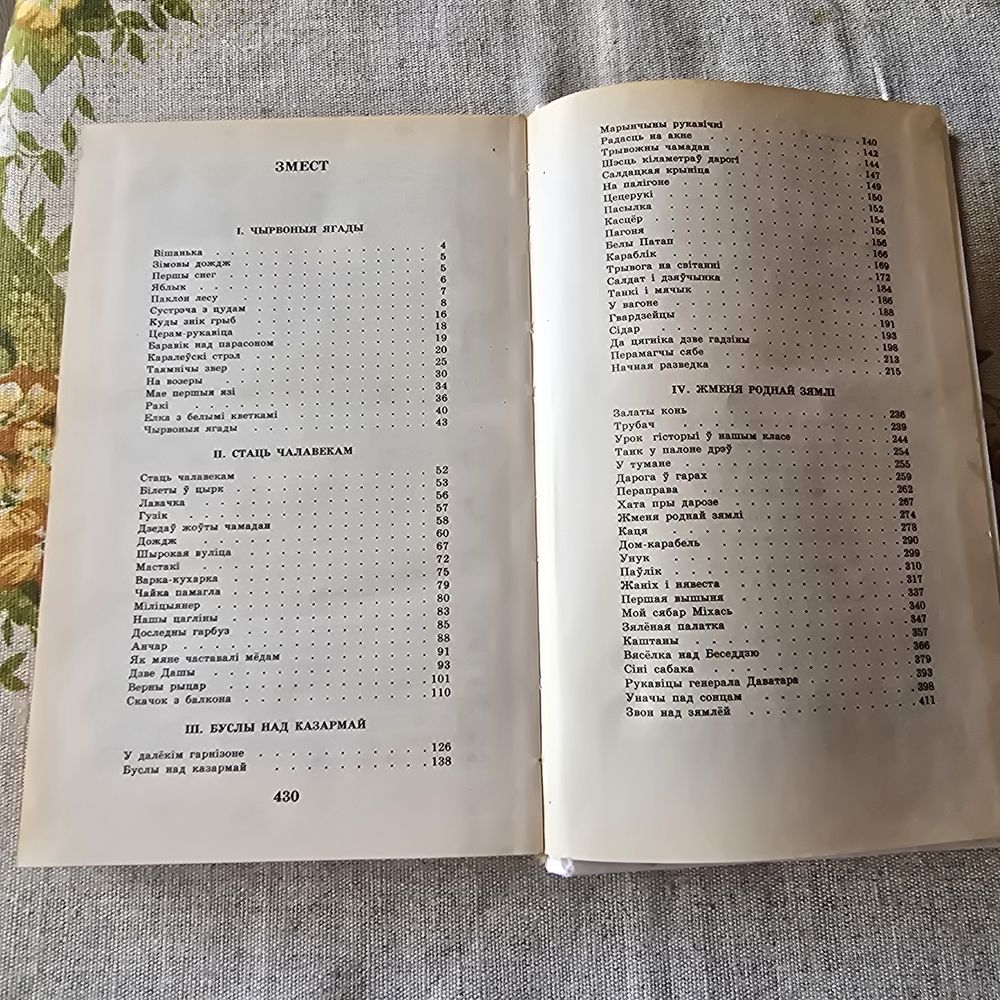 ЗМЕСТ
I. ЧЫРВОНЫЯ ЯГАДЫ
Вішанька 4
Зімовы дождж 5
Першы снег 5
Яблык 6
Паклон лесу 7
Сустрэча з цудам 8
Куды знік грыб 16
Церам-рукавіца 18
Баравік над парасонам 19
Каралеўскі стрэл 20
Таямнічы звер 25
На возеры 30
Мае першыя язі 34
Ракі 36
Елка з белымі кветкамі 40
Чырвоныя ягады 43
II. СТАЦЬ ЧАЛАВЕКАМ
Стаць чалавекам 52
Білеты ў цырк 53
Лавачка 56
Гузік 57
Дзедаў жоўты чамадан 58
Дождж 60
Шырокая вуліца 67
Мастакі 72
Варка-кухарка 75
Чайка памагла 79
Міліцыянер 80
Нашы цагліны 83
Доследны гарбуз 85
Анчар 88
Як мяне частавалі мёдам 91
Дзве Дашы 93
Верны рыцар 101
Скачок з балкона 110
III. БУСЛЫ НАД КАЗАРМАЙ
У далёкім гарнізоне 126
Буслы над казармай 138
430
Марынчыны рукавічкі 140
Радасць на акне 142
Трывожны чамадан 144
Шэсць кіламетраў дарогі 147
Салдацкая крыніца 149
На палігоне 150
Цецерукі 152
Пасылка 154
Касцёр 155
Пагоня 156
Белы Патап 166
Караблік 169
Трывога на світанні 172
Салдат і дзяўчынка 184
Танкі і мячык 186
У вагоне 188
Гвардзейцы 191
Сідар 193
Да цягніка дзве гадзіны 198
Перамагчы сябе 213
Начная разведка 215
IV. ЖМЕНЯ РОДНАЙ ЗЯМЛІ
Залаты конь 236
Трубач 239
Урок гісторыі ў нашым класе 244
Танк у палоне дрэў 254
У тумане 255
Дарога ў гарах 259
Пераправа 262
Хата пры дарозе 267
Жменя роднай зямлі 274
Каця 278
Дом-карабель 290
Унук 299
Паўлік 310
Жаніх і нявеста 317
Першая вышыня 337
Мой сябар Міхась 340
Зялёная палатка 347
Каштаны 357
Вясёлка над Беседдзю 366
Сіні сабака 379
Рукавіцы генерала Даватара 393
Уначы пад сонцам 398
Звон над зямлёй 411